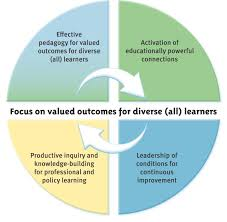 Effective
pedagogy for valued
outcomes for diverse
(all) learners
Activation of
educationally powerful
connections
Focus on valued outcomes for diverse (all) learners
Productive inquiry and
knowledge-building
for professional and
policy learning
Leadership of
conditions for
continuous
improvement